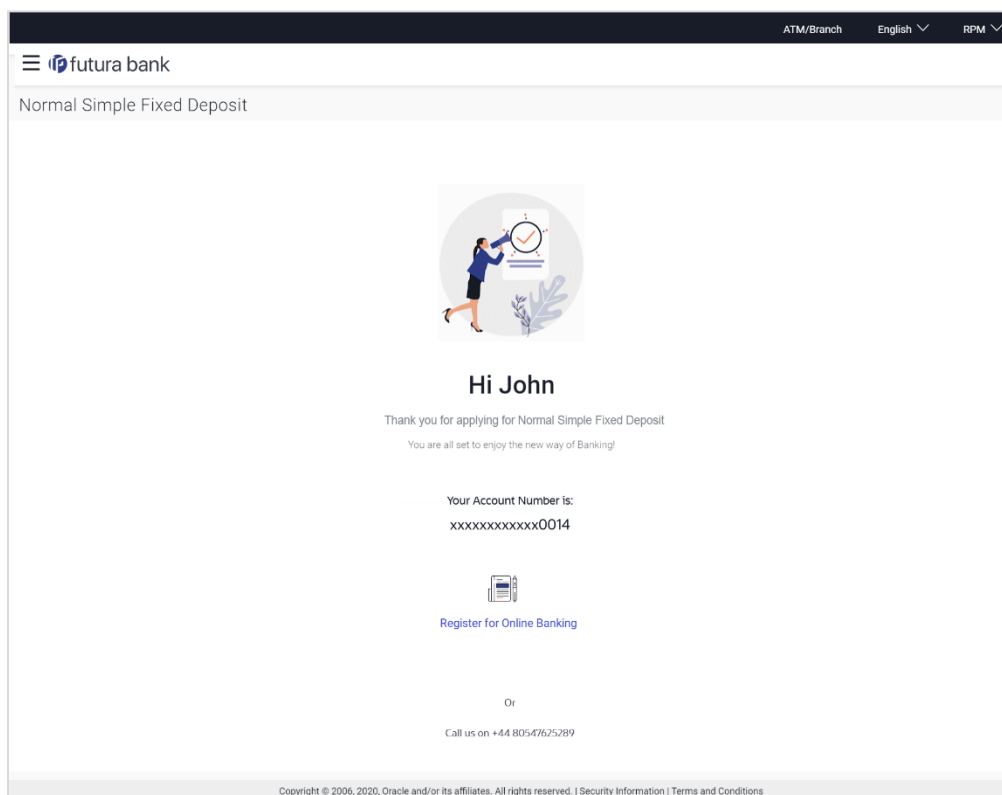 ATM/Branch English RPM
futura bank
Normal Simple Fixed Deposit
Hi John
Thank you for applying for Normal Simple Fixed Deposit
You are all set to enjoy the new way of Banking!
Your Account Number is:
xxxxxxxxxxxx0014
Register for Online Banking
Or
Call us on +44 80547625289
Copyright © 2006, 2020, Oracle and/or its affiliates. All rights reserved. | Security Information | Terms and Conditions